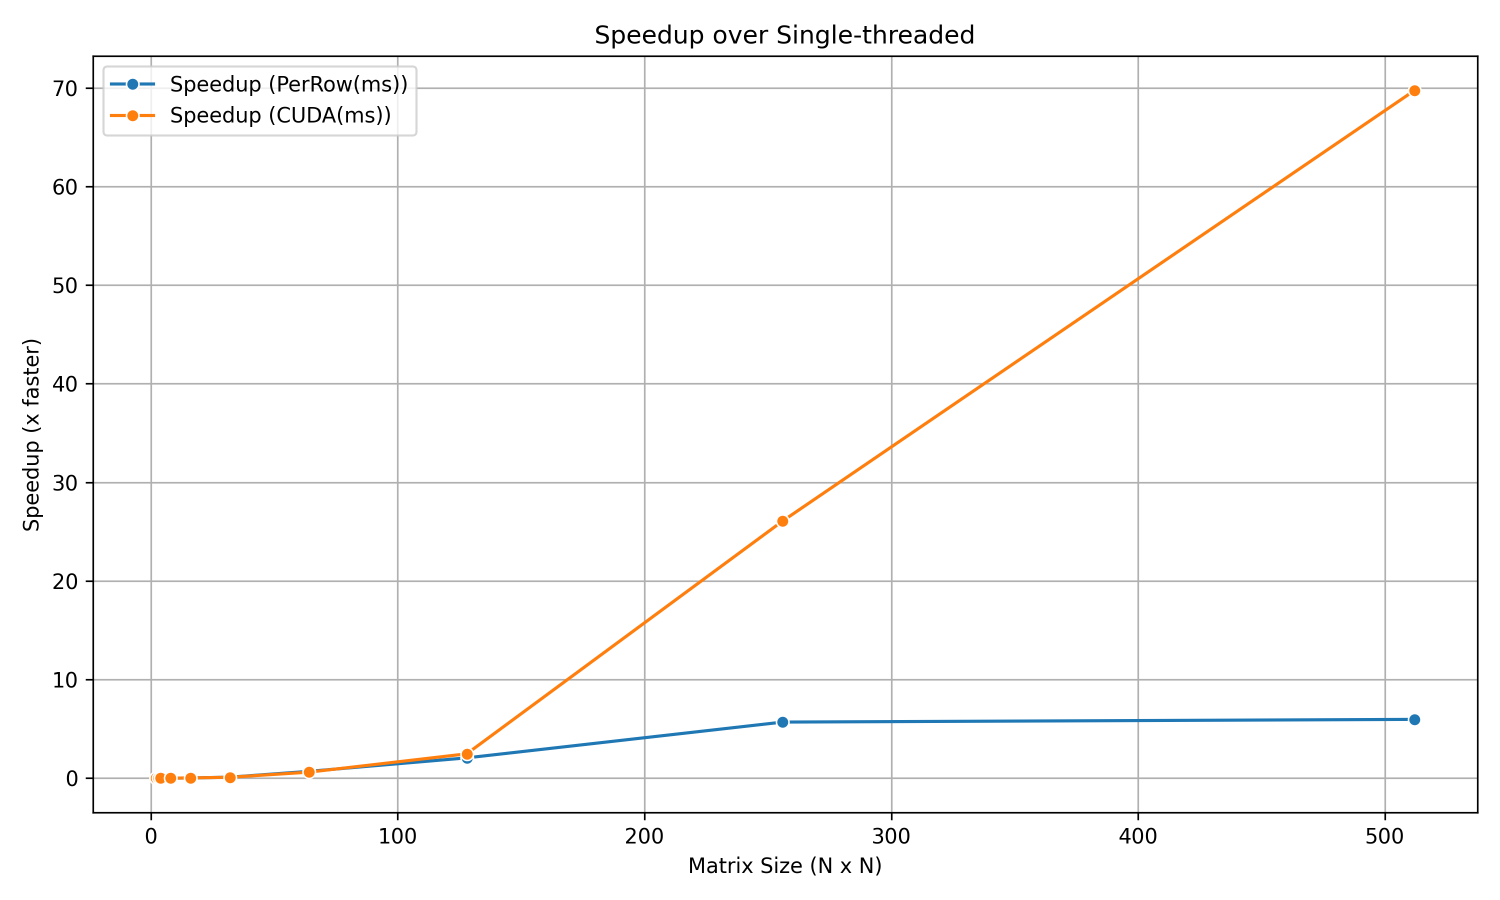 Speedup over Single-threaded
Speedup (PerRow(ms))
Speedup (CUDA(ms))
70
60
50
40
30
20
10
0
Speedup (x faster)
0 100 200 300 400 500
Matrix Size (N x N)